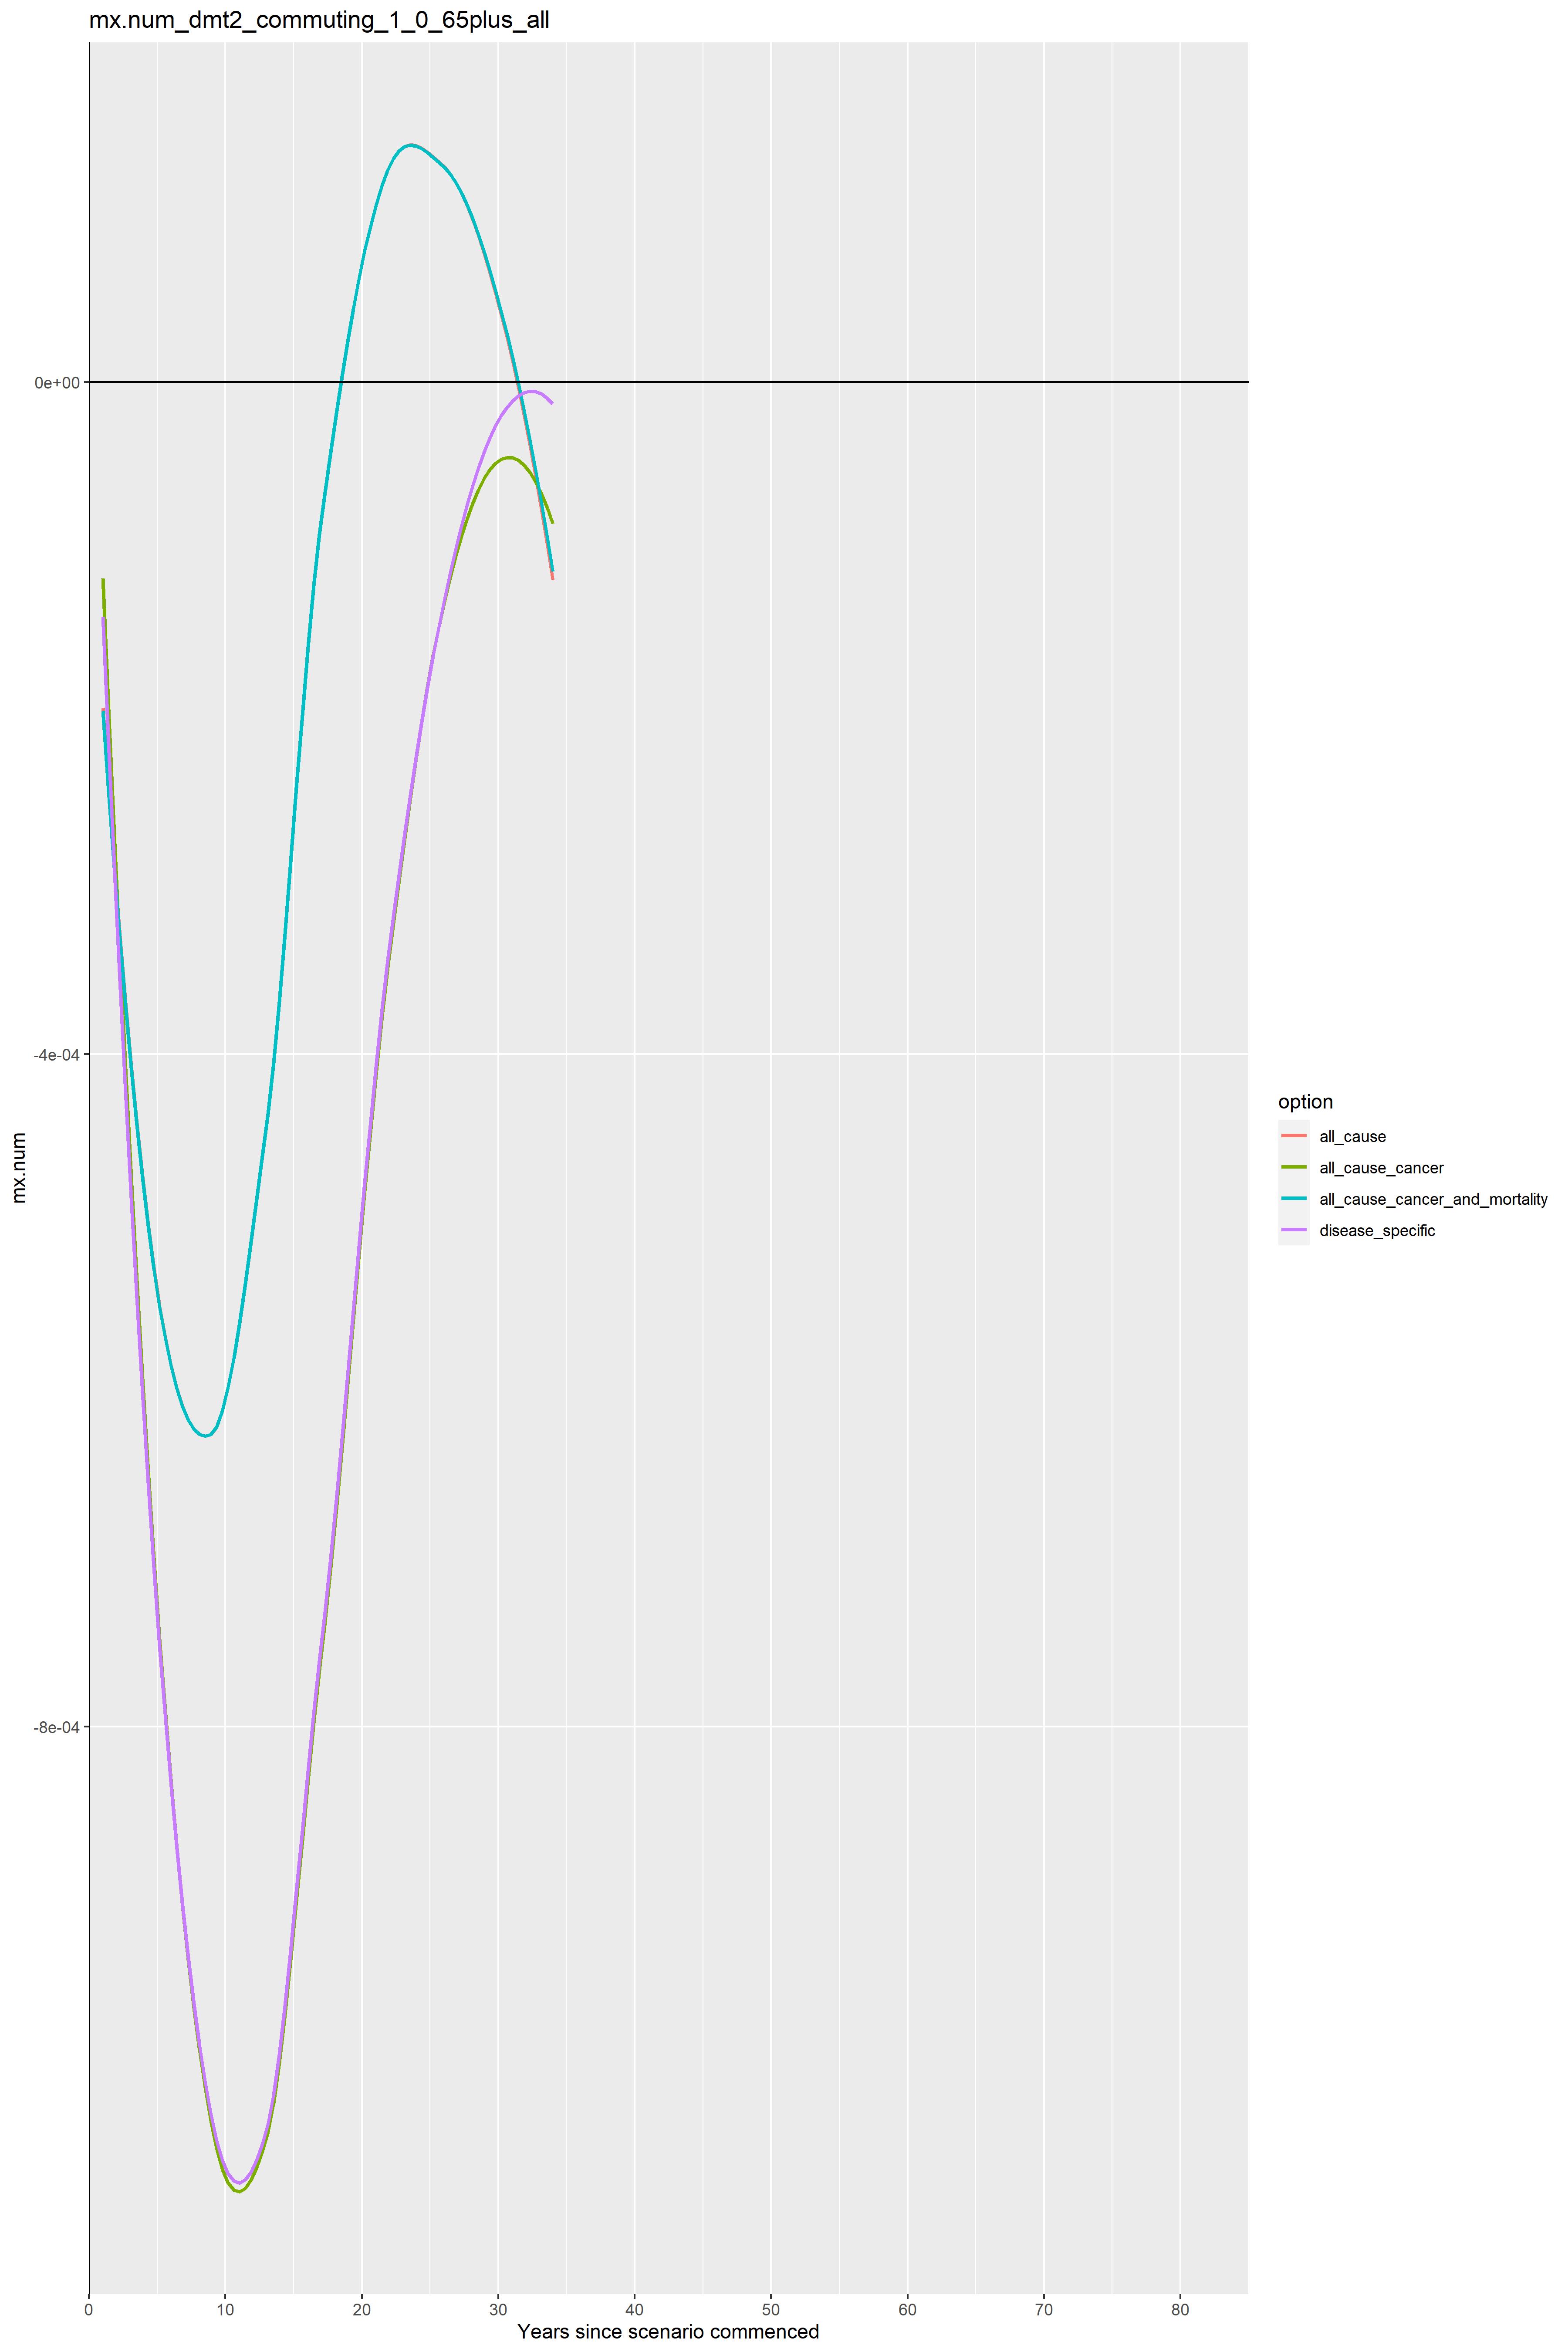 mx.num_dmt2_commuting_1_0_65plus_all
0e+00
-4e-04
-8e-04
mx.num
0 10 20 30 40 50 60 70 80
Years since scenario commenced
option
all_cause
all_cause_cancer
all_cause_cancer_and_mortality
disease_specific